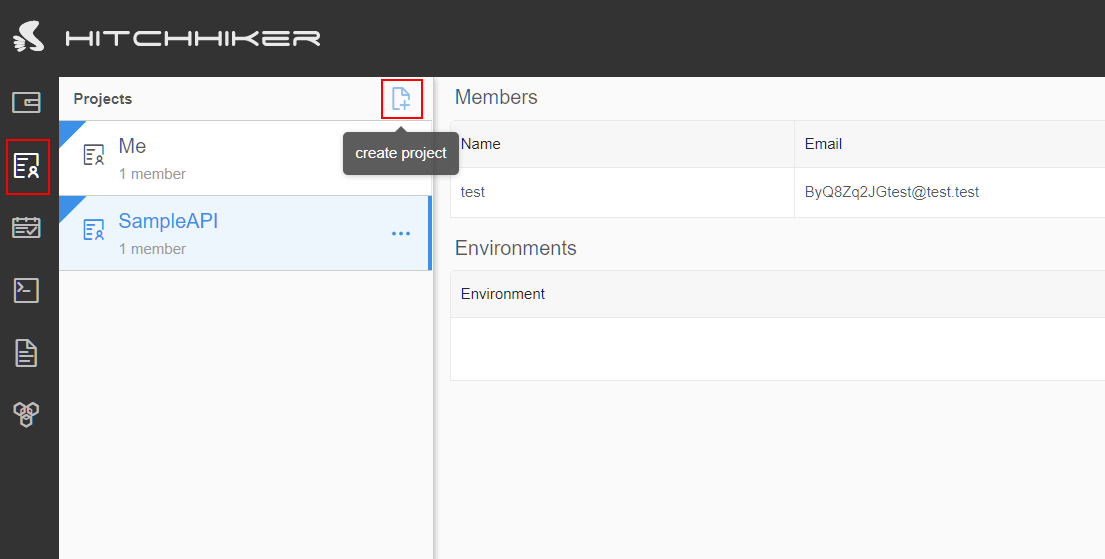 HITCHHIKER
Projects
create project
Me
1 member
SampleAPI
1 member
Members
Name Email
test ByQ8Zq2JGtest@test.test
Environments
Environment